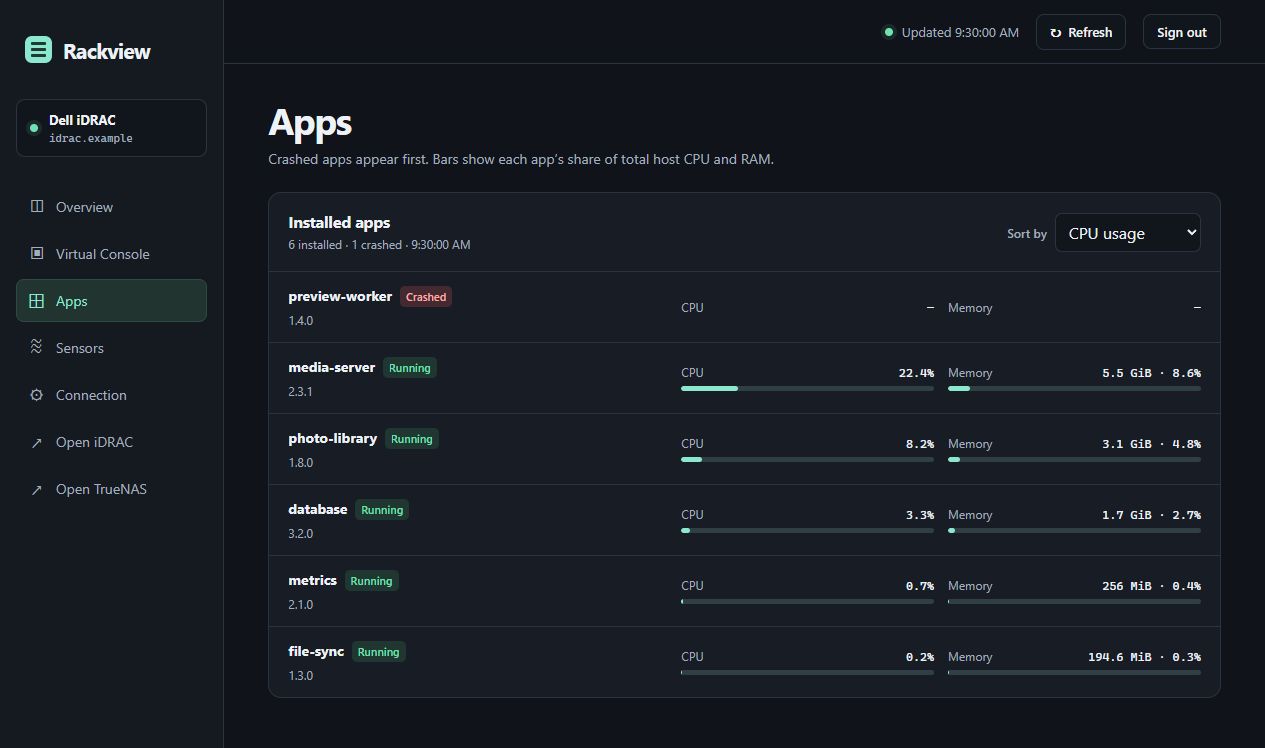 Rackview
Updated 9:30:00 AM
↻ Refresh
Sign out
Dell iDRAC
idrac.example
Overview
Virtual Console
Apps
Sensors
Connection
Open iDRAC
Open TrueNAS
Apps
Crashed apps appear first. Bars show each app’s share of total host CPU and RAM.
Installed apps
6 installed · 1 crashed · 9:30:00 AM
Sort by CPU usage
preview-worker Crashed
1.4.0
CPU – Memory –
media-server Running
2.3.1
CPU 22.4% Memory 5.5 GiB · 8.6%
photo-library Running
1.8.0
CPU 8.2% Memory 3.1 GiB · 4.8%
database Running
3.2.0
CPU 3.3% Memory 1.7 GiB · 2.7%
metrics Running
2.1.0
CPU 0.7% Memory 256 MiB · 0.4%
file-sync Running
1.3.0
CPU 0.2% Memory 194.6 MiB · 0.3%